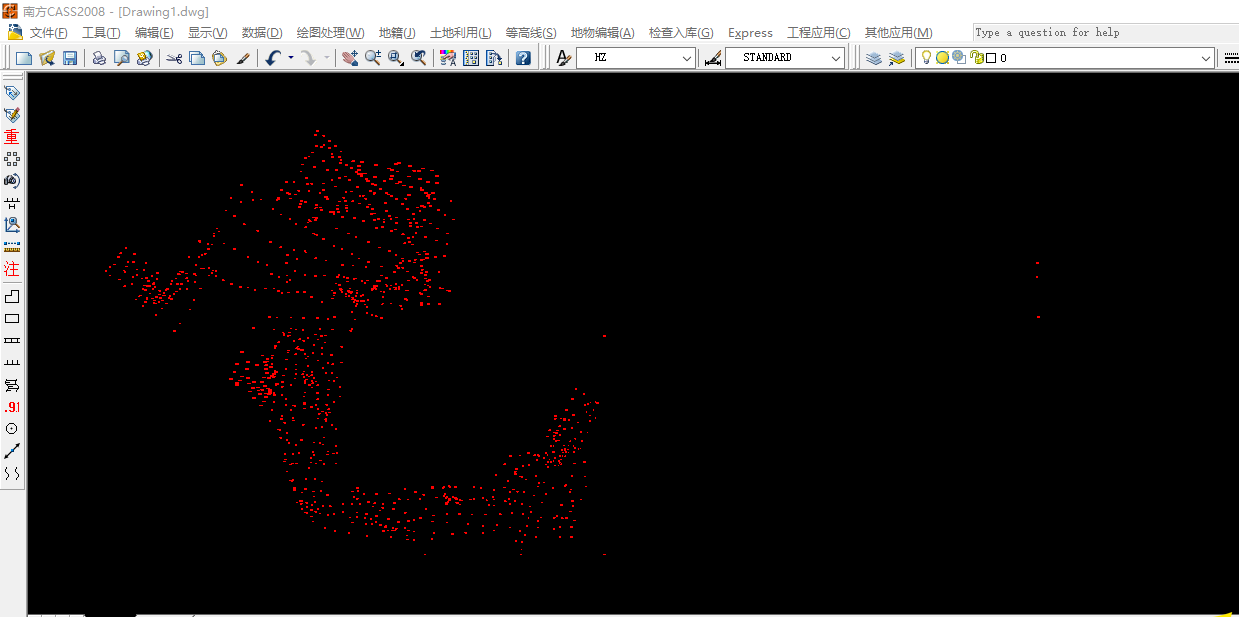 南方CASS2008 - [Drawing1.dwg]
文件(F) 工具(T) 编辑(E) 显示(V) 数据(D) 绘图处理(W) 地籍(J) 土地利用(L) 等高线(S) 地物编辑(A) 检查入库(G) Express 工程应用(C) 其他应用(M) Type a question for help
HZ STANDARD 0
重
注
.91